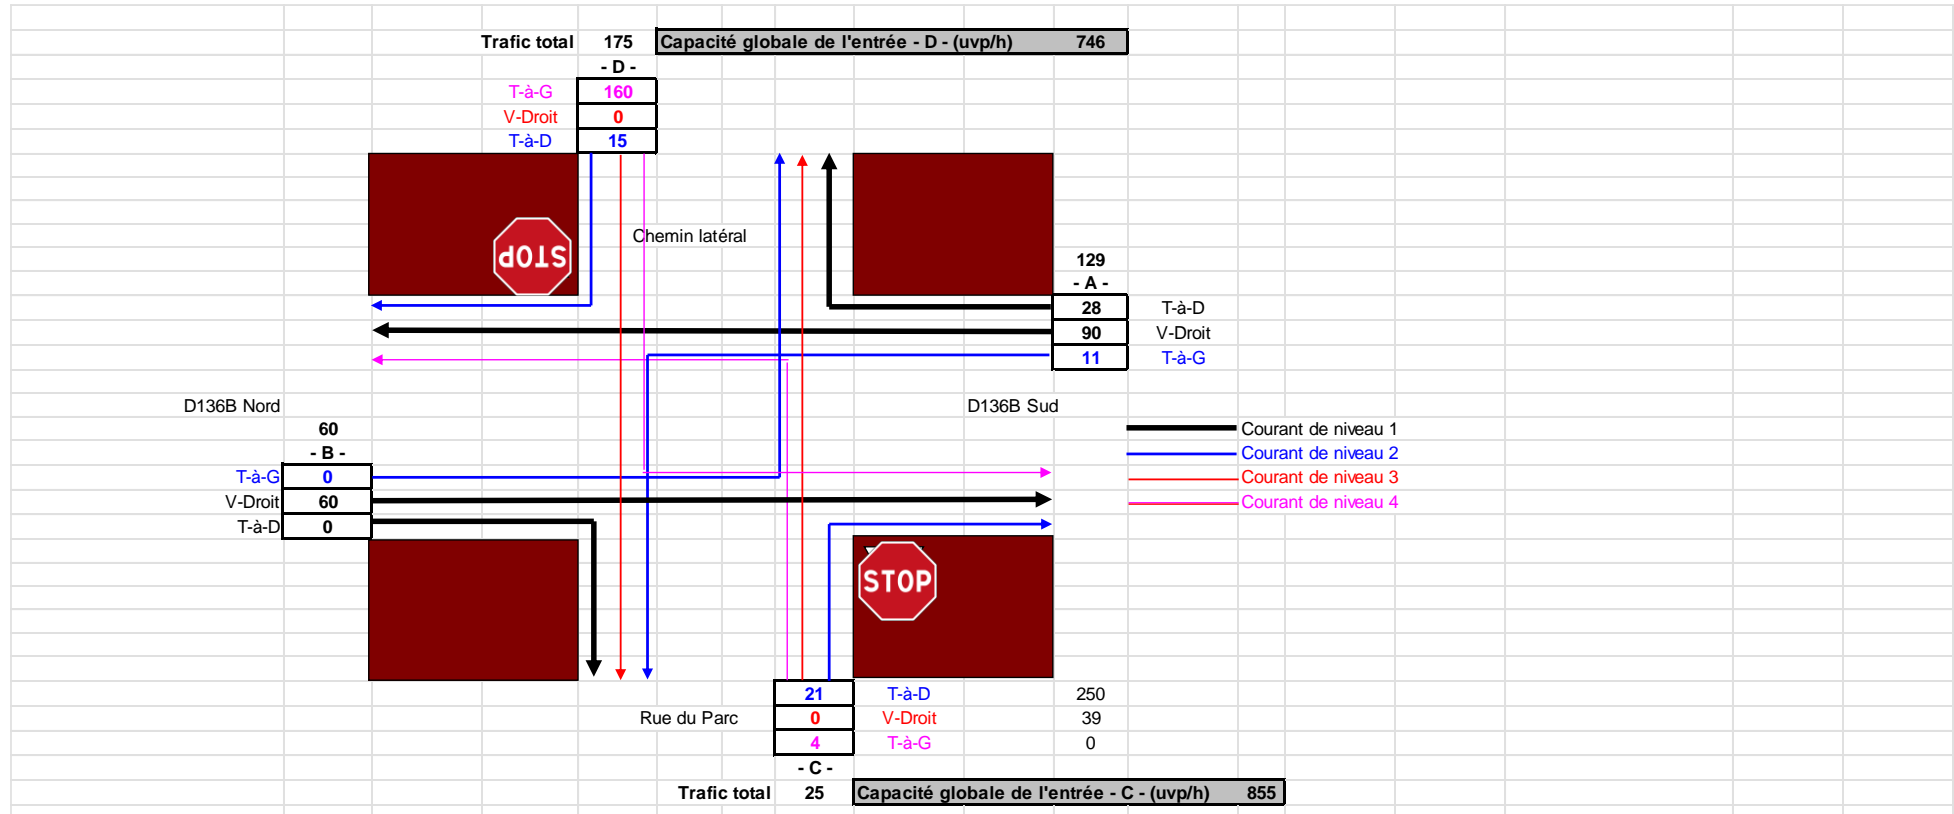 Trafic total 175 Capacité globale de l'entrée - D - (uvp/h) 746
- D -
T-à-G 160
V-Droit 0
T-à-D 15
STOP
Chemin latéral
129
- A -
28 T-à-D
90 V-Droit
11 T-à-G
D136B Nord D136B Sud
60
- B -
T-à-G 0
V-Droit 60
T-à-D 0
Courant de niveau 1
Courant de niveau 2
Courant de niveau 3
Courant de niveau 4
STOP
21 T-à-D 250
Rue du Parc 0 V-Droit 39
4 T-à-G 0
- C -
Trafic total 25 Capacité globale de l'entrée - C - (uvp/h) 855